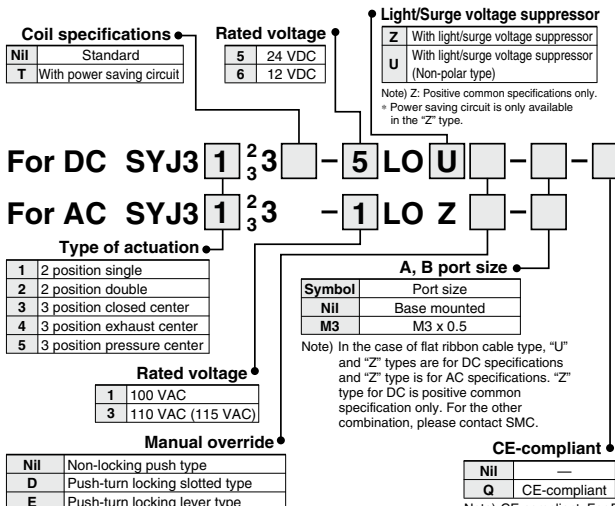 Coil specifications
Nil Standard
T With power saving circuit
Rated voltage
5 24 VDC
6 12 VDC
Light/Surge voltage suppressor
Z With light/surge voltage suppressor
U With light/surge voltage suppressor
(Non-polar type)
Note) Z: Positive common specifications only.
* Power saving circuit is only available
in the “Z” type.
For DC SYJ3 1 2 3 3 – 5 LO U – –
For AC SYJ3 1 2 3 3 – 1 LO Z –
Type of actuation
1 2 position single
2 2 position double
3 3 position closed center
4 3 position exhaust center
5 3 position pressure center
Rated voltage
1 100 VAC
3 110 VAC (115 VAC)
A, B port size
Symbol Port size
Nil Base mounted
M3 M3 x 0.5
Note) In the case of flat ribbon cable type, “U”
and “Z” types are for DC specifications
and “Z” type is for AC specifications. “Z”
type for DC is positive common
specification only. For the other
combination, please contact SMC.
Manual override
Nil Non-locking push type
D Push-turn locking slotted type
E Push-turn locking lever type
CE-compliant
Nil —
Q CE-compliant